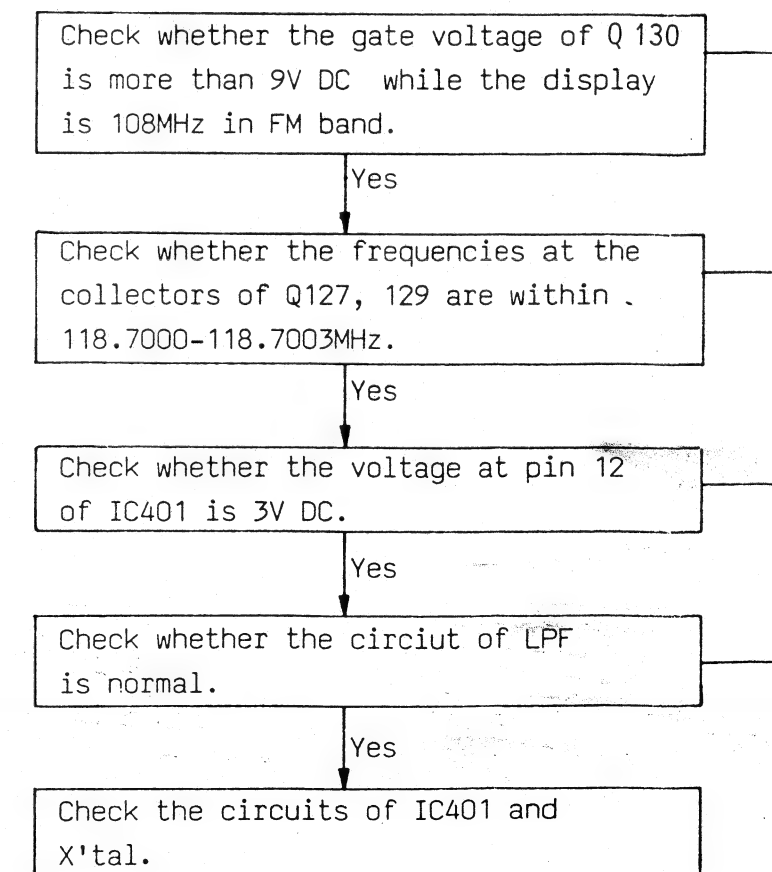 Check whether the gate voltage of Q 130
is more than 9V DC while the display
is 108MHz in FM band.
Yes
Check whether the frequencies at the
collectors of Q127, 129 are within .
118.7000-118.7003MHz.
Yes
Check whether the voltage at pin 12
of IC401 is 3V DC.
Yes
Check whether the circiut of LPF
is normal.
Yes
Check the circuits of IC401 and
X'tal.